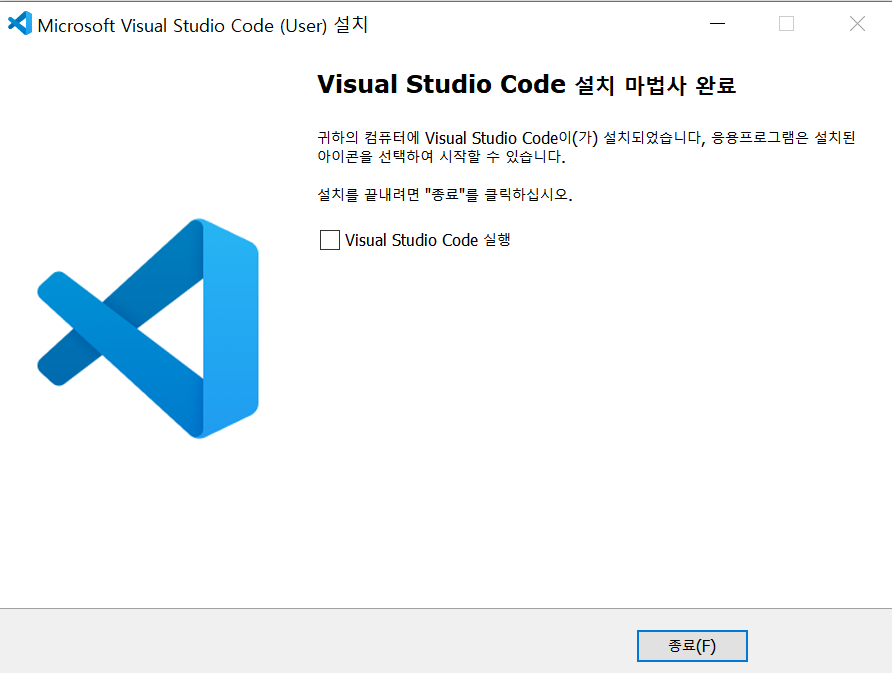 Microsoft Visual Studio Code (User) 설치
Visual Studio Code 설치 마법사 완료
귀하의 컴퓨터에 Visual Studio Code이(가) 설치되었습니다, 응용프로그램은 설치된
아이콘을 선택하여 시작할 수 있습니다.
설치를 끝내려면 "종료"를 클릭하십시오.
Visual Studio Code 실행
종료(F)